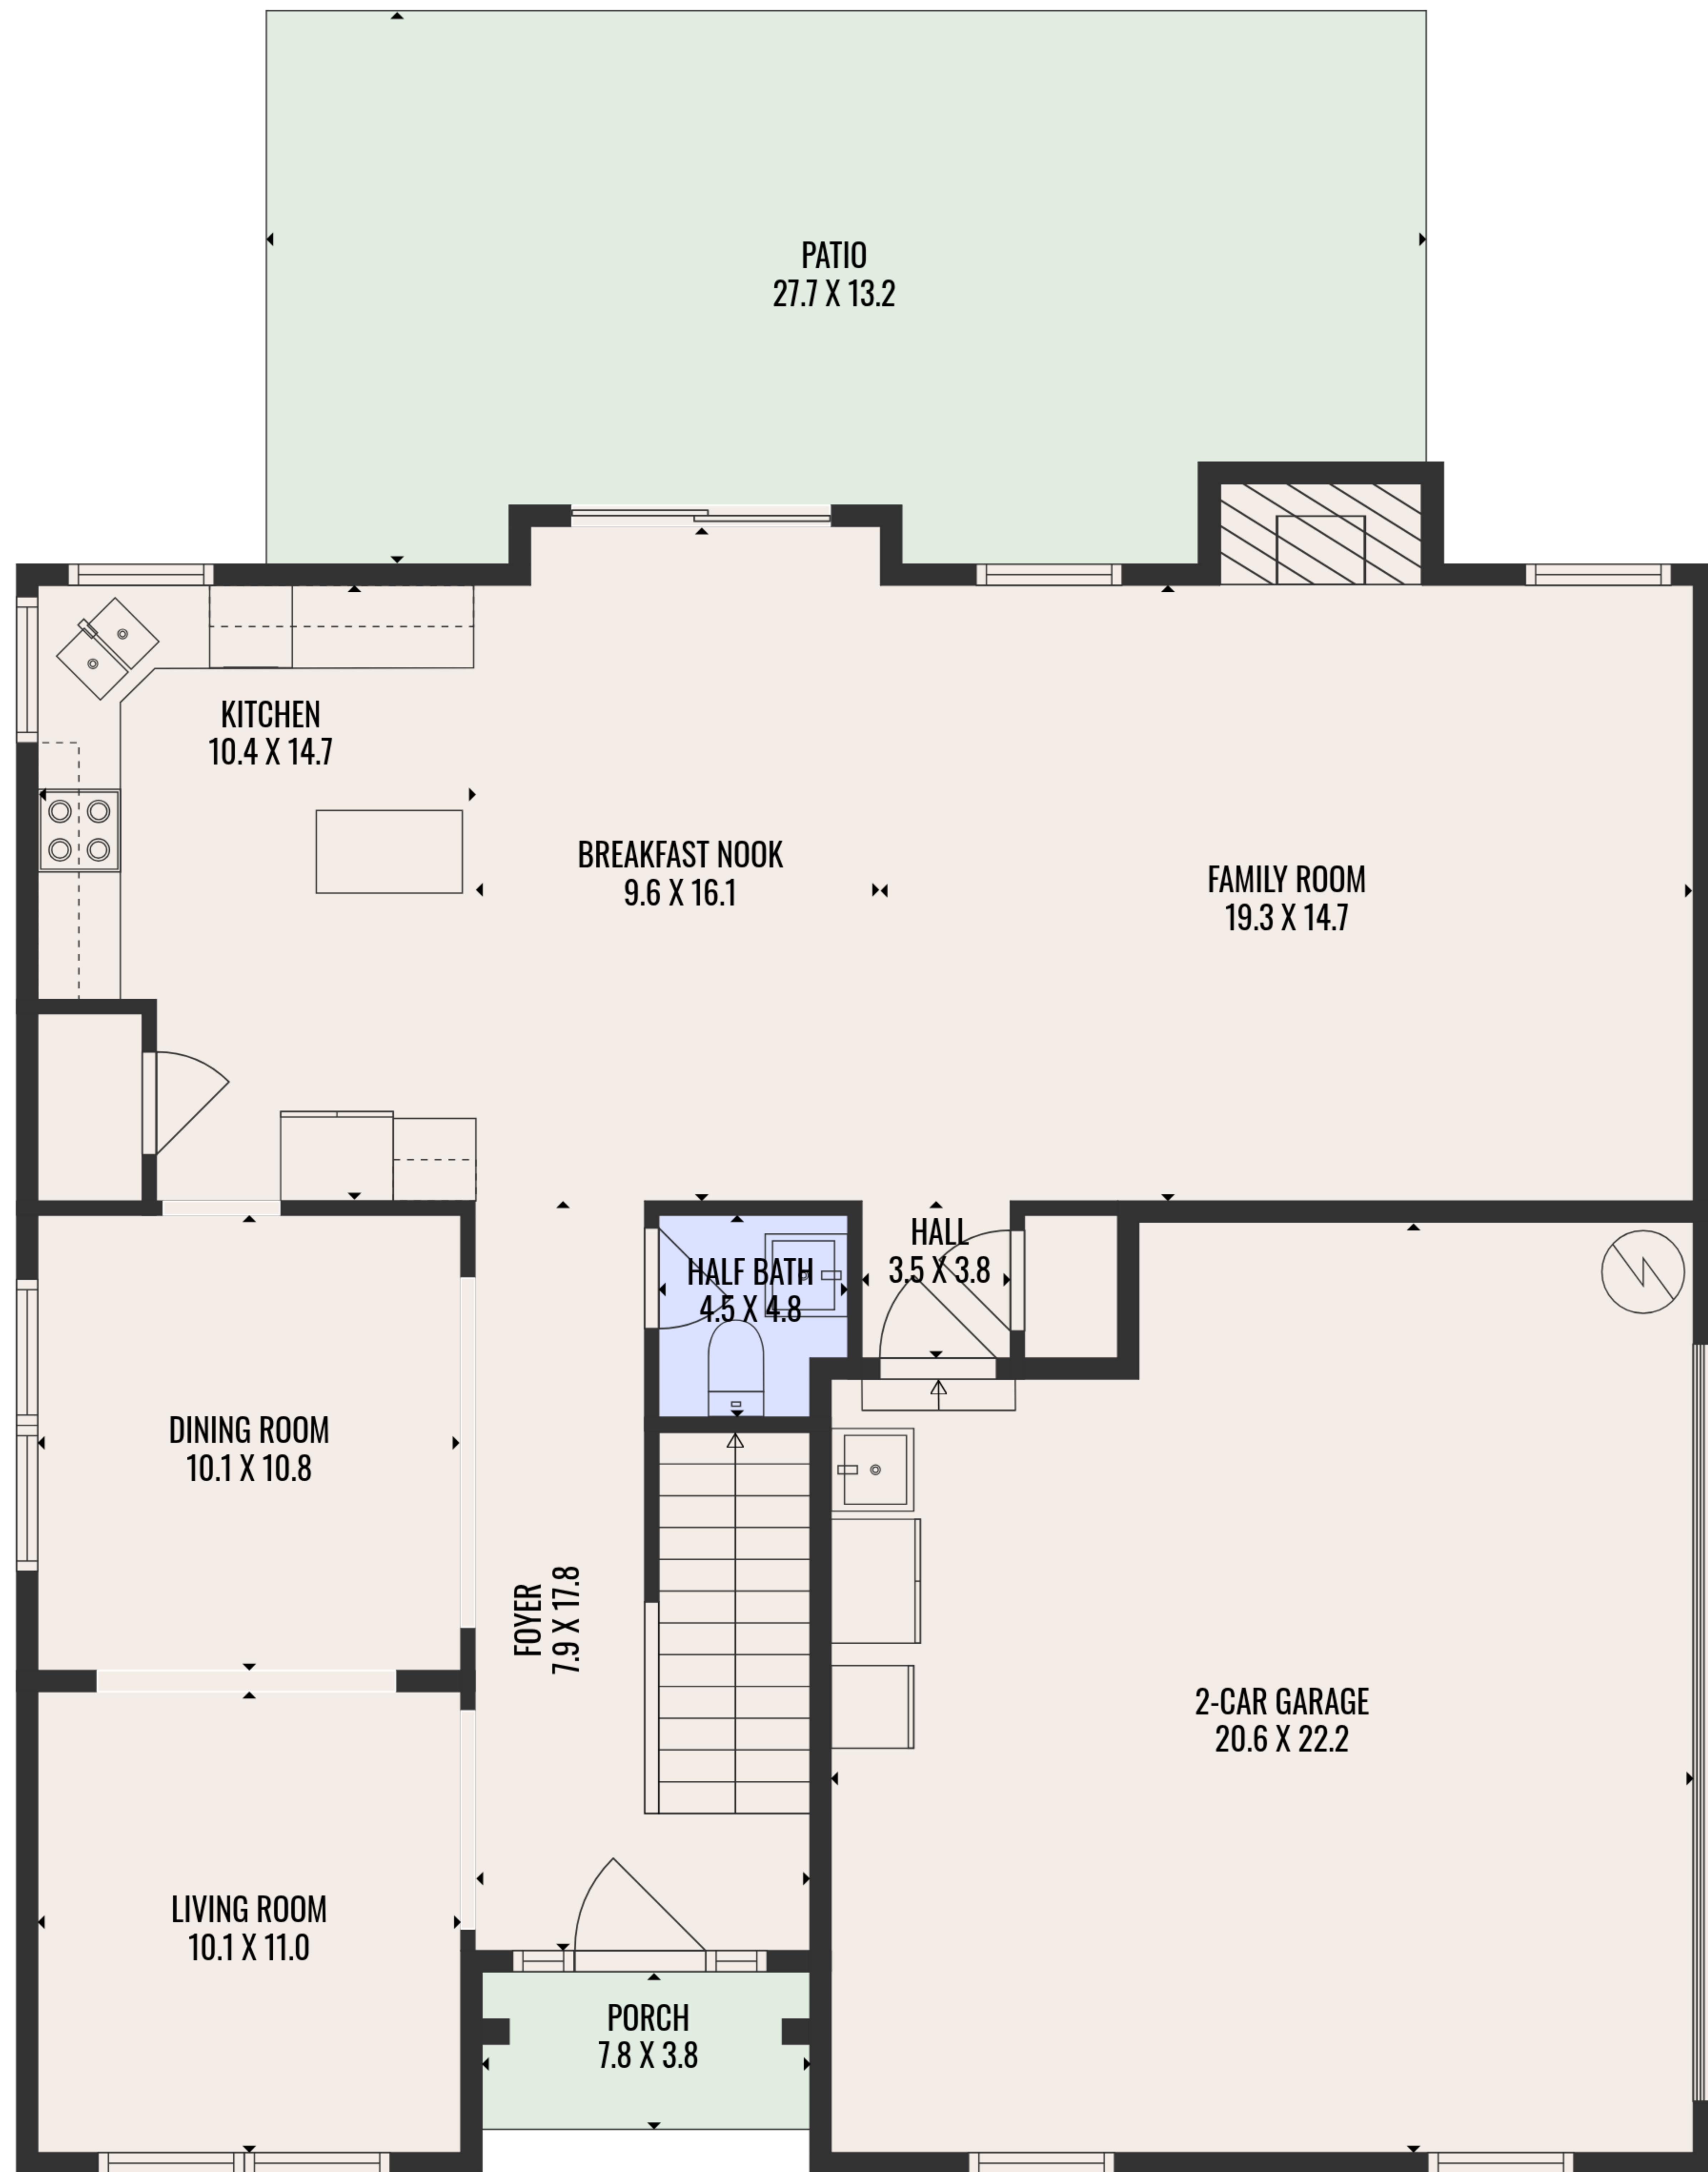 PATIO
27.7 X 13.2
KITCHEN
10.4 X 14.7
BREAKFAST NOOK
9.6 X 16.1
FAMILY ROOM
19.3 X 14.7
HALL
3.5 X 3.8
HALF BATH
4.5 X 4.8
DINING ROOM
10.1 X 10.8
FOYER
7.9 X 17.8
2-CAR GARAGE
20.6 X 22.2
LIVING ROOM
10.1 X 11.0
PORCH
7.8 X 3.8